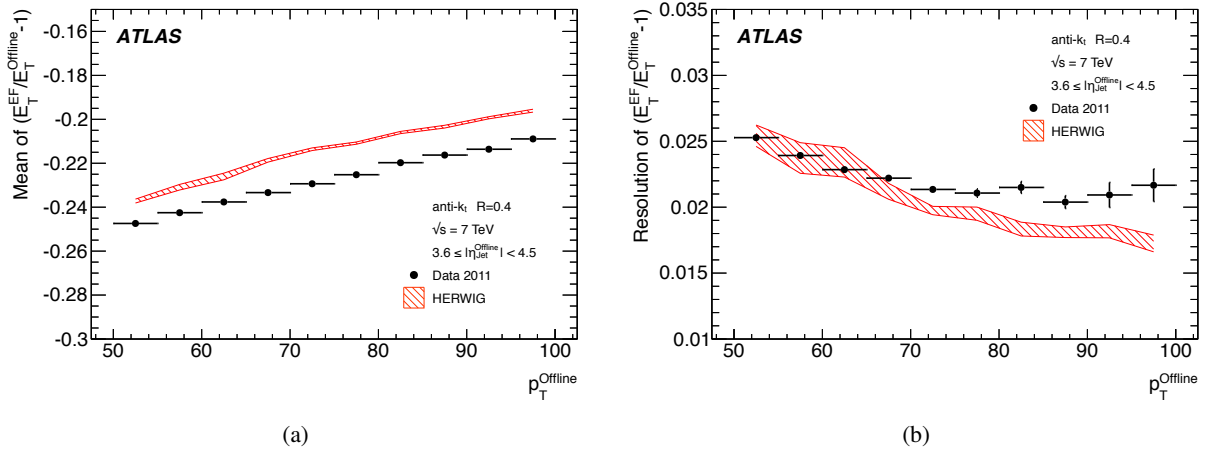 Mean of (E_T^EF/E_T^Offline-1)
-0.16
-0.18
-0.2
-0.22
-0.24
-0.26
-0.28
-0.3
ATLAS
anti-k_t R=0.4
√s = 7 TeV
3.6 ≤ |η_Jet^Offline| < 4.5
Data 2011
HERWIG
50 60 70 80 90 100
p_T^Offline
(a)
Resolution of (E_T^EF/E_T^Offline-1)
0.035
0.03
0.025
0.02
0.015
0.01
ATLAS
anti-k_t R=0.4
√s = 7 TeV
3.6 ≤ |η_Jet^Offline| < 4.5
Data 2011
HERWIG
50 60 70 80 90 100
p_T^Offline
(b)